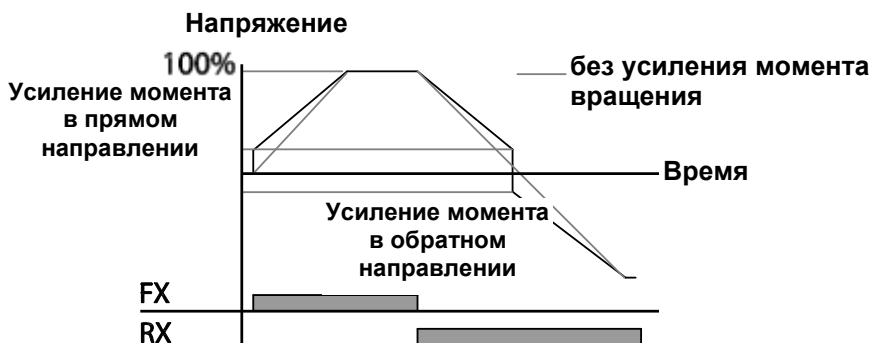 Напряжение
100%
Усиление момента
в прямом
направлении
без усиления момента
вращения
Время
Усиление момента
в обратном
направлении
FX
RX